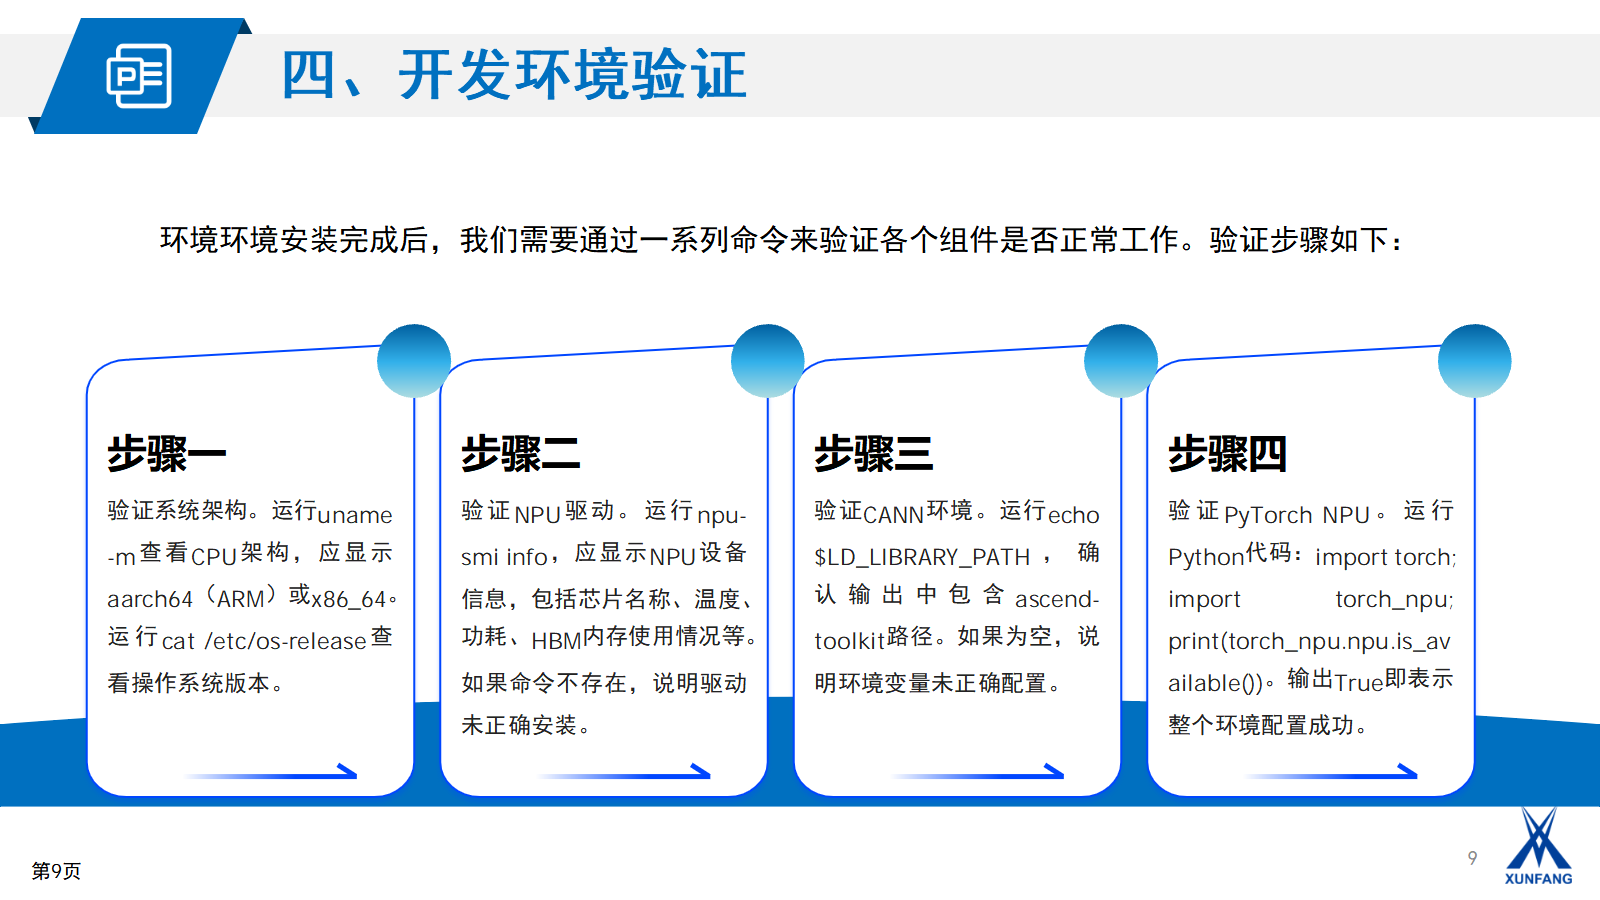 四、开发环境验证
环境环境安装完成后，我们需要通过一系列命令来验证各个组件是否正常工作。验证步骤如下：
步骤一
验证系统架构。运行uname
-m查看CPU架构，应显示
aarch64（ARM）或x86_64。
运行cat /etc/os-release查
看操作系统版本。
步骤二
验证NPU驱动。运行npu-
smi info，应显示NPU设备
信息，包括芯片名称、温度、
功耗、HBM内存使用情况等。
如果命令不存在，说明驱动
未正确安装。
步骤三
验证CANN环境。运行echo
$LD_LIBRARY_PATH，确
认输出中包含ascend-
toolkit路径。如果为空，说
明环境变量未正确配置。
步骤四
验证PyTorch NPU。运行
Python代码：import torch;
import torch_npu;
print(torch_npu.npu.is_av
ailable())。输出True即表示
整个环境配置成功。
第9页
9
XUNFANG